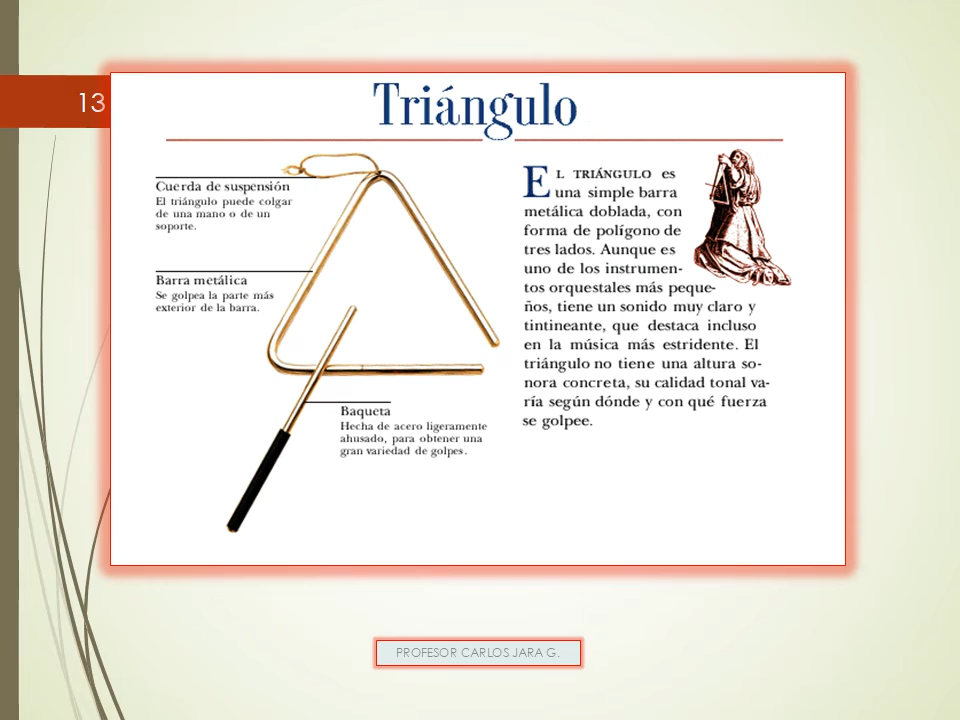 13
Triángulo
Cuerda de suspensión
El triángulo puede colgar
de una mano o de un
soporte.
Barra metálica
Se golpea la parte más
exterior de la barra.
Baqueta
Hecha de acero ligeramente
ahusado, para obtener una
gran variedad de golpes.
EL TRIÁNGULO es
una simple barra
metálica doblada, con
forma de polígono de
tres lados. Aunque es
uno de los instrumen-
tos orquestales más peque-
ños, tiene un sonido muy claro y
tintineante, que destaca incluso
en la música más estridente. El
triángulo no tiene una altura so-
nora concreta, su calidad tonal va-
ría según dónde y con qué fuerza
se golpee.
PROFESOR CARLOS JARA G.